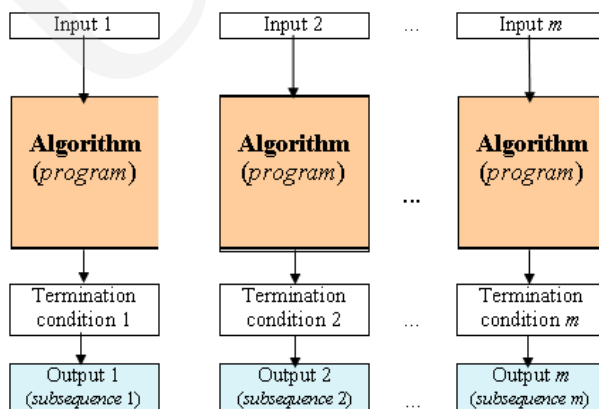 Input 1 Input 2 ... Input m
Algorithm Algorithm Algorithm
(program) (program) ... (program)
Termination Termination Termination
condition 1 condition 2 ... condition m
Output 1 Output 2 Output m
(subsequence 1) (subsequence 2) ... (subsequence m)